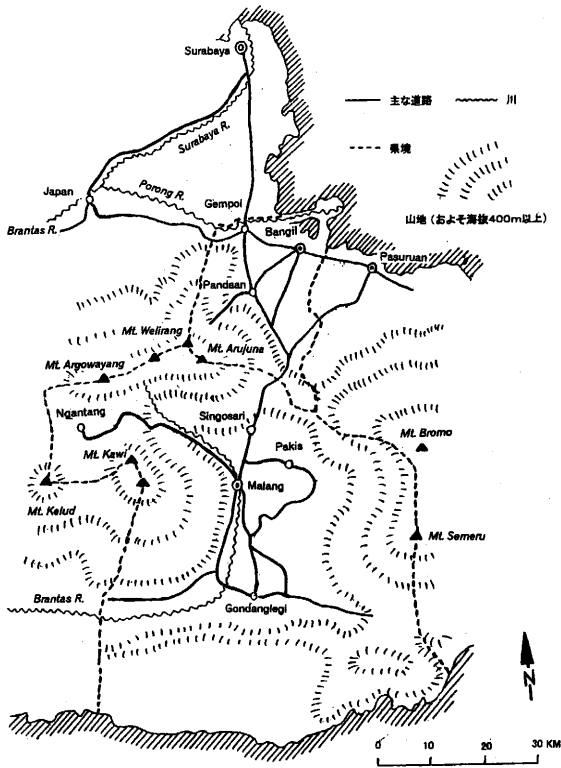 Surabaya
主な道路
川
Surabaya R.
県境
Japan
Porong R.
Gempol
山地(およそ海抜400m以上)
Brantas R.
Bangil
Pasuruan
Pandaan
Mt. Welirang
Mt. Arujuna
Mt. Argowayang
Ngantang
Singosari
Mt. Bromo
Pakis
Mt. Kawi
Malang
Mt. Kelud
Mt. Semeru
Brantas R.
Gondanglegi
N
0 10 20 30 KM